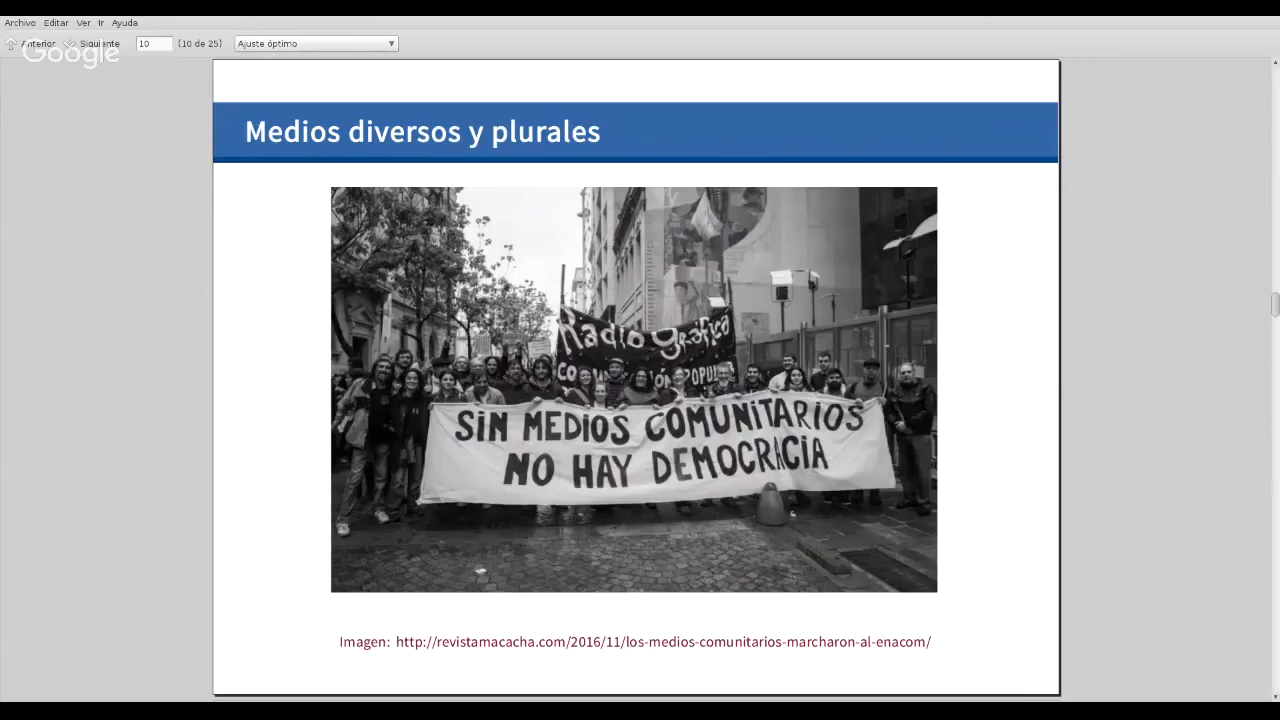 Archivo Editar Ver Ir Ayuda
Anterior Siguiente 10 (10 de 25) Ajuste óptimo
Google
Medios diversos y plurales
Radio Gráfica
SiN MEDiOS COMUNiTARiOS
NO HAY DEMOCRACiA
Imagen: http://revistamacacha.com/2016/11/los-medios-comunitarios-marcharon-al-enacom/